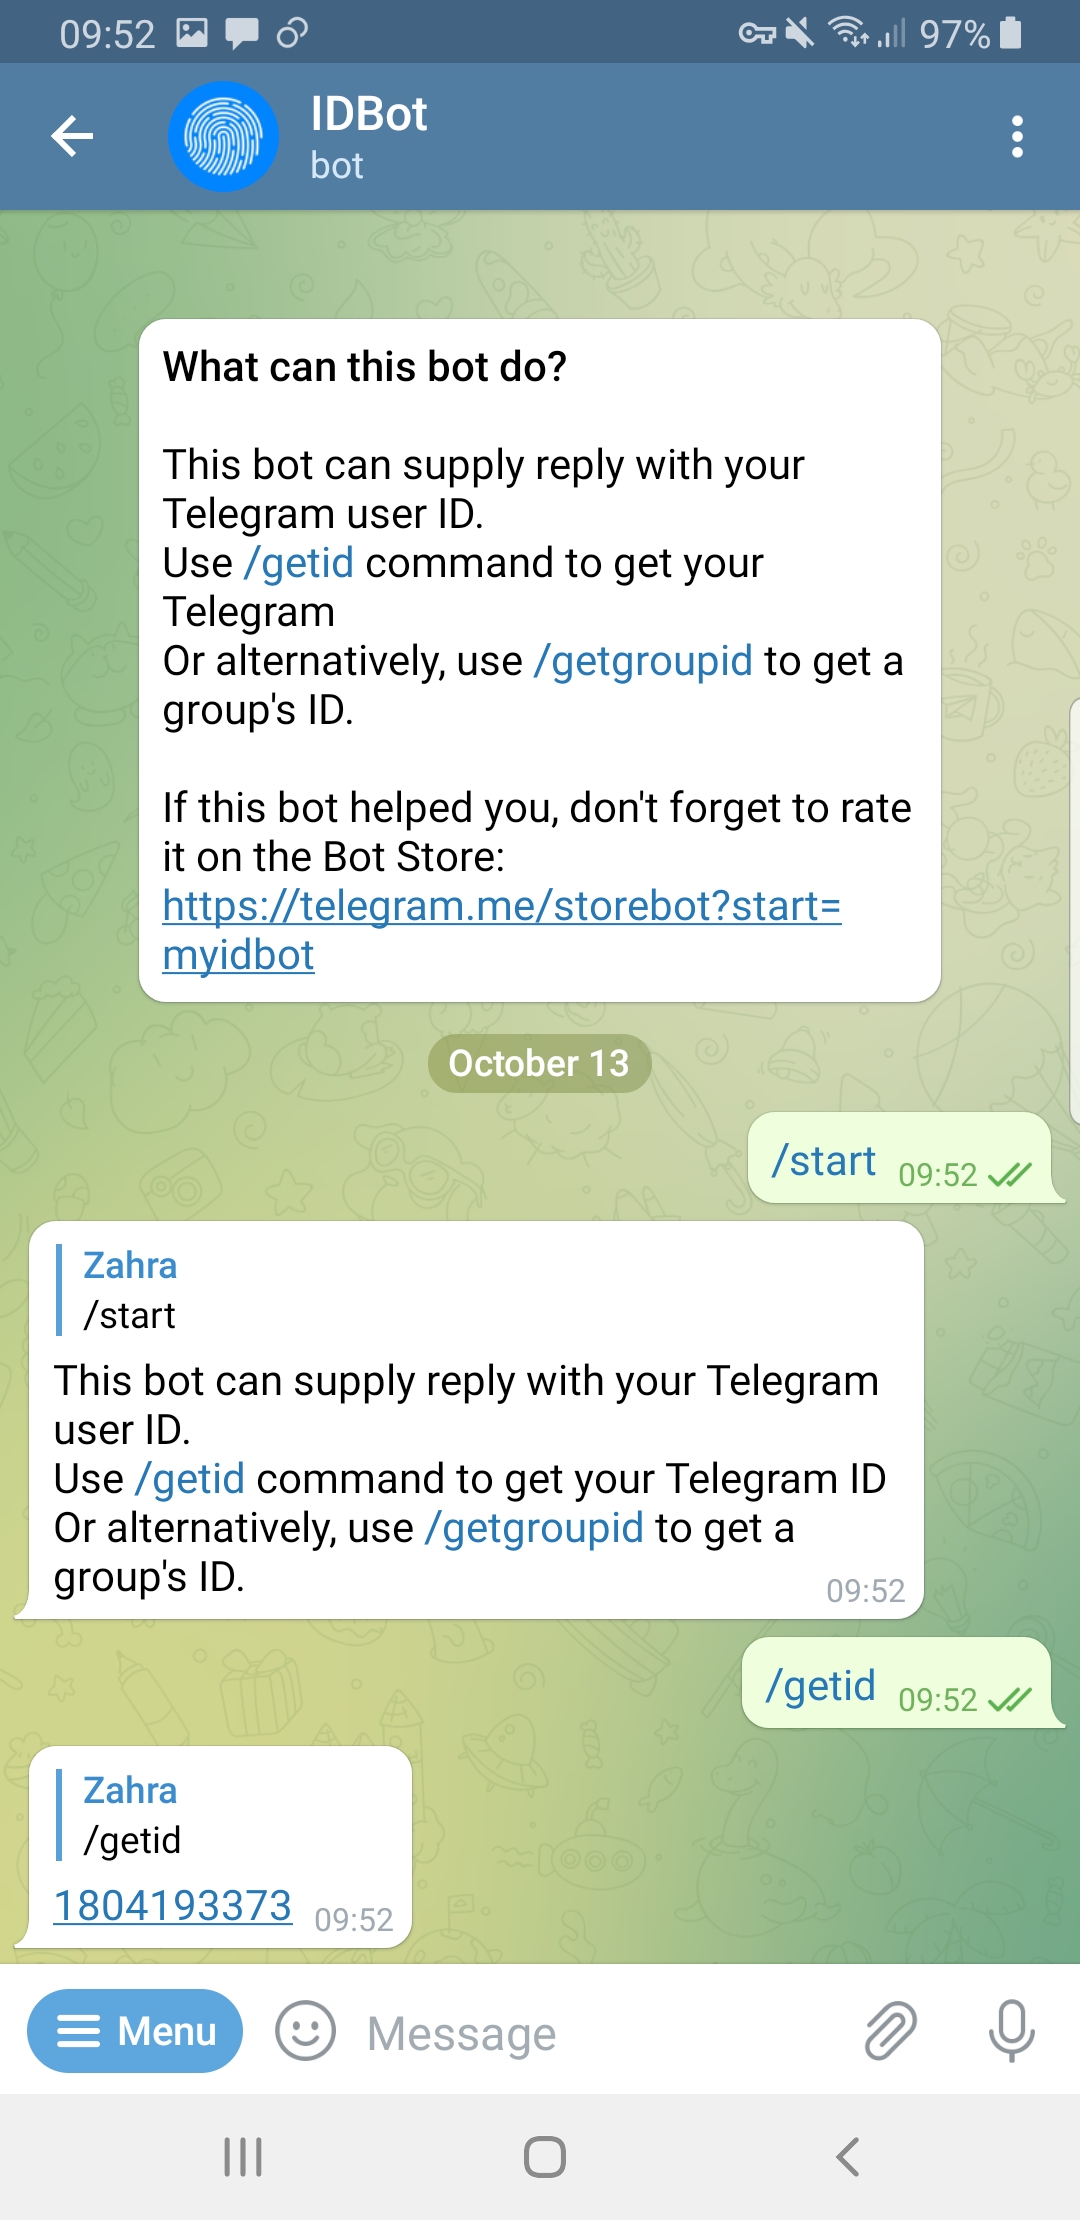 09:52
97%
IDBot
bot
What can this bot do?
This bot can supply reply with your
Telegram user ID.
Use /getid command to get your
Telegram
Or alternatively, use /getgroupid to get a
group's ID.
If this bot helped you, don't forget to rate
it on the Bot Store:
https://telegram.me/storebot?start=
myidbot
October 13
/start 09:52
Zahra
/start
This bot can supply reply with your Telegram
user ID.
Use /getid command to get your Telegram ID
Or alternatively, use /getgroupid to get a
group's ID.
09:52
/getid 09:52
Zahra
/getid
1804193373 09:52
Menu
Message